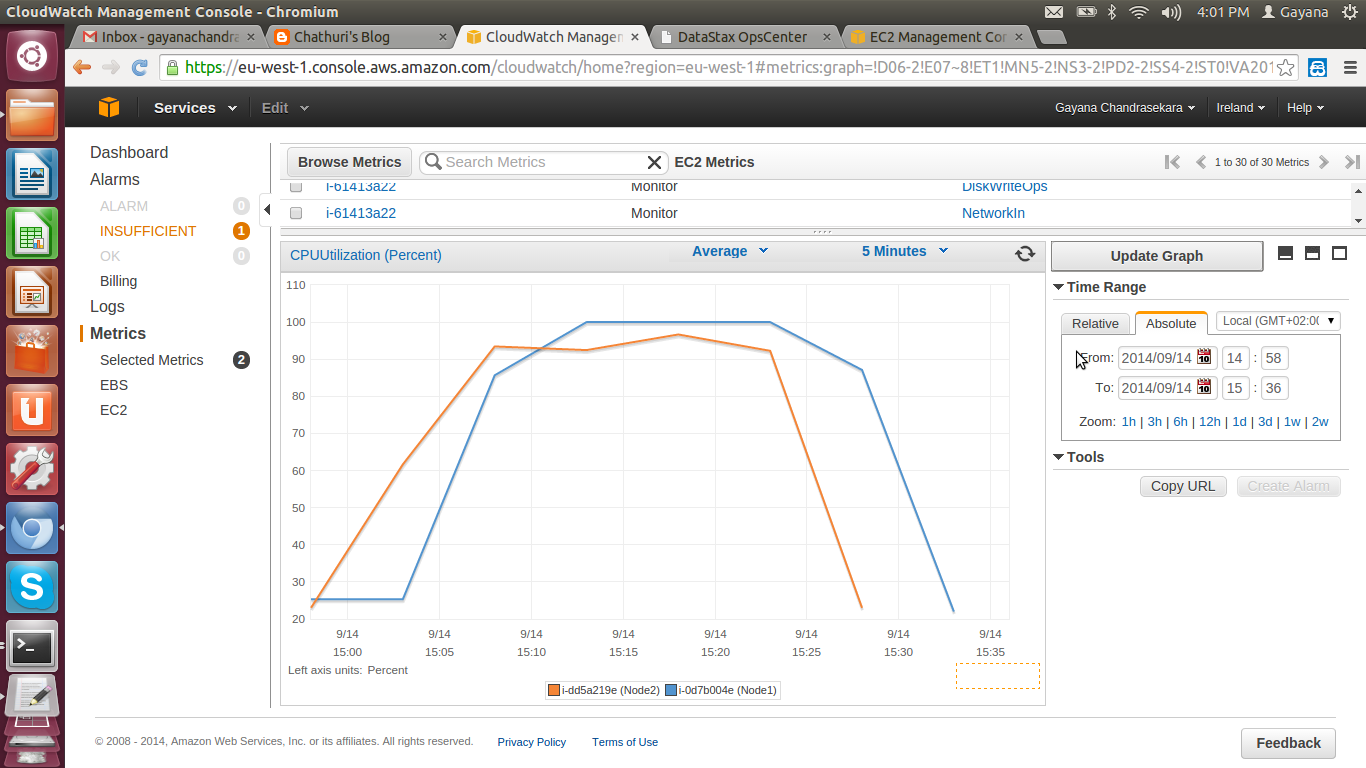 CloudWatch Management Console - Chromium
4:01 PM Gayana
Inbox - gayanachandra
Chathuri's Blog
CloudWatch Managemen
DataStax OpsCenter
EC2 Management Con
https://eu-west-1.console.aws.amazon.com/cloudwatch/home?region=eu-west-1#metrics:graph=!D06-2!E07~8!ET1!MN5-2!NS3-2!PD2-2!SS4-2!ST0!VA201
Services Edit Gayana Chandrasekara Ireland Help
Dashboard
Alarms
ALARM 0
INSUFFICIENT 1
OK 0
Billing
Logs
Metrics
Selected Metrics 2
EBS
EC2
Browse Metrics Search Metrics EC2 Metrics 1 to 30 of 30 Metrics
i-61413a22 Monitor DiskWriteOps
i-61413a22 Monitor NetworkIn
CPUUtilization (Percent) Average 5 Minutes
110
100
90
80
70
60
50
40
30
20
9/14 9/14 9/14 9/14 9/14 9/14 9/14 9/14
15:00 15:05 15:10 15:15 15:20 15:25 15:30 15:35
Left axis units: Percent
i-dd5a219e (Node2) i-0d7b004e (Node1)
Update Graph
Time Range
Relative Absolute Local (GMT+02:00
From: 2014/09/14 10 14 : 58
To: 2014/09/14 10 15 : 36
Zoom: 1h | 3h | 6h | 12h | 1d | 3d | 1w | 2w
Tools
Copy URL Create Alarm
© 2008 - 2014, Amazon Web Services, Inc. or its affiliates. All rights reserved. Privacy Policy Terms of Use
Feedback